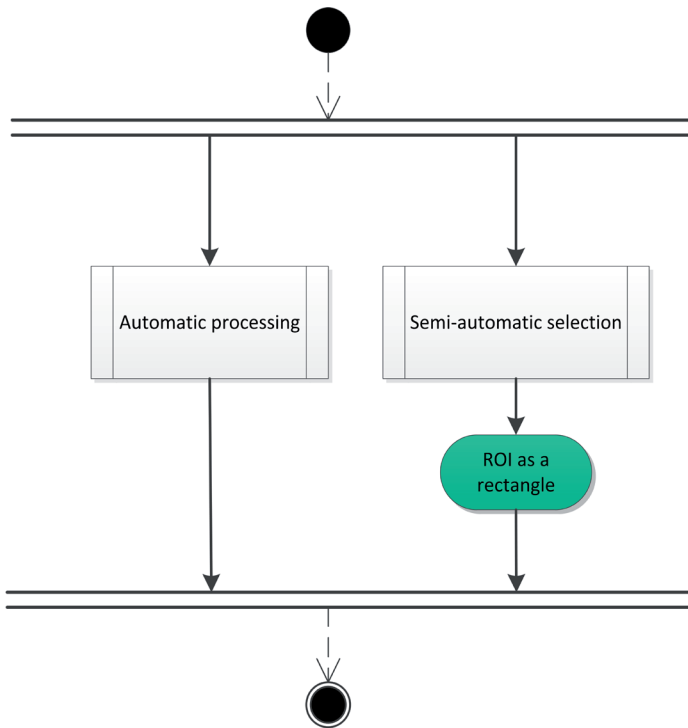 Automatic processing
Semi-automatic selection
ROI as a
rectangle